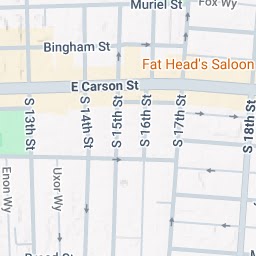 Muriel St
Fox Wy
Bingham St
Fat Head's Saloon
E Carson St
S 13th St
S 14th St
S 15th St
S 16th St
S 17th St
S 18th St
Enon Wy
Uxor Wy